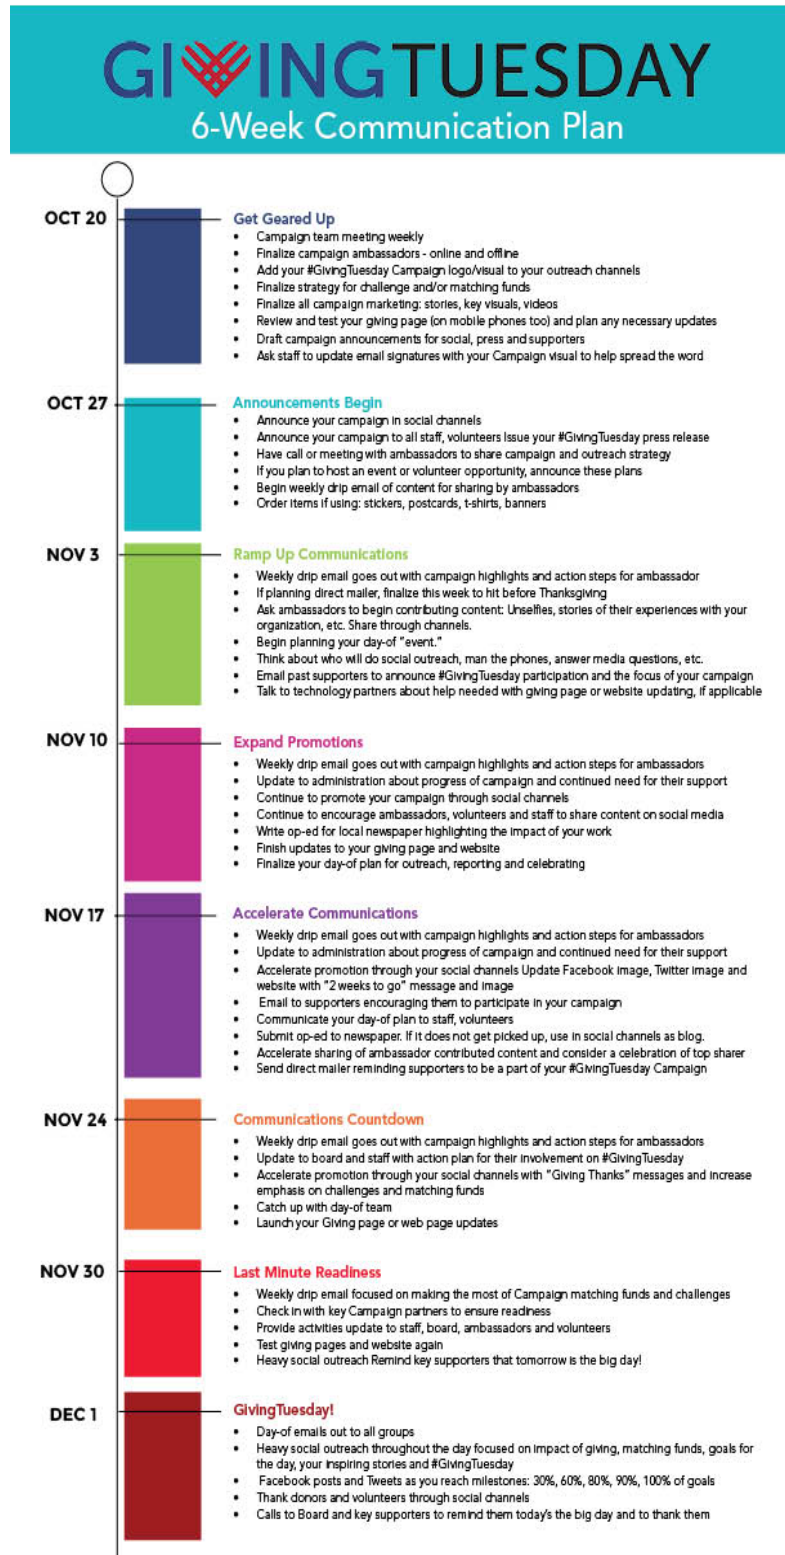 GIVINGTUESDAY
6-Week Communication Plan
OCT 20
Get Geared Up
• Campaign team meeting weekly
• Finalize campaign ambassadors - online and offline
• Add your #GivingTuesday Campaign logo/visual to your outreach channels
• Finalize strategy for challenge and/or matching funds
• Finalize all campaign marketing: stories, key visuals, videos
• Review and test your giving page (on mobile phones too) and plan any necessary updates
• Draft campaign announcements for social, press and supporters
• Ask staff to update email signatures with your Campaign visual to help spread the word
OCT 27
Announcements Begin
• Announce your campaign in social channels
• Announce your campaign to all staff, volunteers Issue your #GivingTuesday press release
• Have call or meeting with ambassadors to share campaign and outreach strategy
• If you plan to host an event or volunteer opportunity, announce these plans
• Begin weekly drip email of content for sharing by ambassadors
• Order items if using: stickers, postcards, t-shirts, banners
NOV 3
Ramp Up Communications
• Weekly drip email goes out with campaign highlights and action steps for ambassador
• If planning direct mailer, finalize this week to hit before Thanksgiving
• Ask ambassadors to begin contributing content: Unselfies, stories of their experiences with your
organization, etc. Share through channels.
• Begin planning your day-of "event."
• Think about who will do social outreach, man the phones, answer media questions, etc.
• Email past supporters to announce #GivingTuesday participation and the focus of your campaign
• Talk to technology partners about help needed with giving page or website updating, if applicable
NOV 10
Expand Promotions
• Weekly drip email goes out with campaign highlights and action steps for ambassadors
• Update to administration about progress of campaign and continued need for their support
• Continue to promote your campaign through social channels
• Continue to encourage ambassadors, volunteers and staff to share content on social media
• Write op-ed for local newspaper highlighting the impact of your work
• Finish updates to your giving page and website
• Finalize your day-of plan for outreach, reporting and celebrating
NOV 17
Accelerate Communications
• Weekly drip email goes out with campaign highlights and action steps for ambassadors
• Update to administration about progress of campaign and continued need for their support
• Accelerate promotion through your social channels Update Facebook image, Twitter image and
website with "2 weeks to go" message and image
• Email to supporters encouraging them to participate in your campaign
• Communicate your day-of plan to staff, volunteers
• Submit op-ed to newspaper. If it does not get picked up, use in social channels as blog.
• Accelerate sharing of ambassador contributed content and consider a celebration of top sharer
• Send direct mailer reminding supporters to be a part of your #GivingTuesday Campaign
NOV 24
Communications Countdown
• Weekly drip email goes out with campaign highlights and action steps for ambassadors
• Update to board and staff with action plan for their involvement on #GivingTuesday
• Accelerate promotion through your social channels with "Giving Thanks" messages and increase
emphasis on challenges and matching funds
• Catch up with day-of team
• Launch your Giving page or web page updates
NOV 30
Last Minute Readiness
• Weekly drip email focused on making the most of Campaign matching funds and challenges
• Check in with key Campaign partners to ensure readiness
• Provide activities update to staff, board, ambassadors and volunteers
• Test giving pages and website again
• Heavy social outreach Remind key supporters that tomorrow is the big day!
DEC 1
GivingTuesday!
• Day-of emails out to all groups
• Heavy social outreach throughout the day focused on impact of giving, matching funds, goals for
the day, your inspiring stories and #GivingTuesday
• Facebook posts and Tweets as you reach milestones: 30%, 60%, 80%, 90%, 100% of goals
• Thank donors and volunteers through social channels
• Calls to Board and key supporters to remind them today's the big day and to thank them